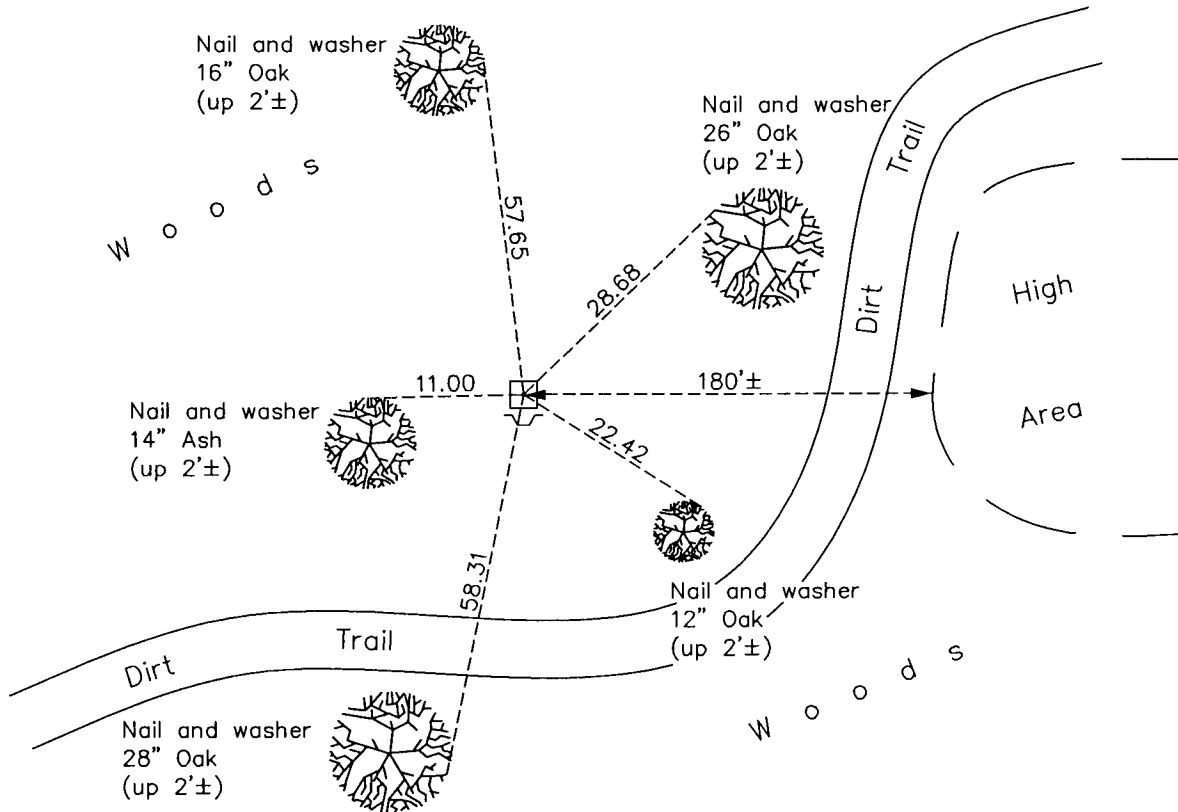 Nail and washer
16" Oak
(up 2'±)
Nail and washer
26" Oak
(up 2'±)
Woods
57.65
28.68
Dirt Trail
High
Area
11.00
180'±
Nail and washer
14" Ash
(up 2'±)
22.42
58.31
Nail and washer
12" Oak
(up 2'±)
Dirt Trail
Woods
Nail and washer
28" Oak
(up 2'±)